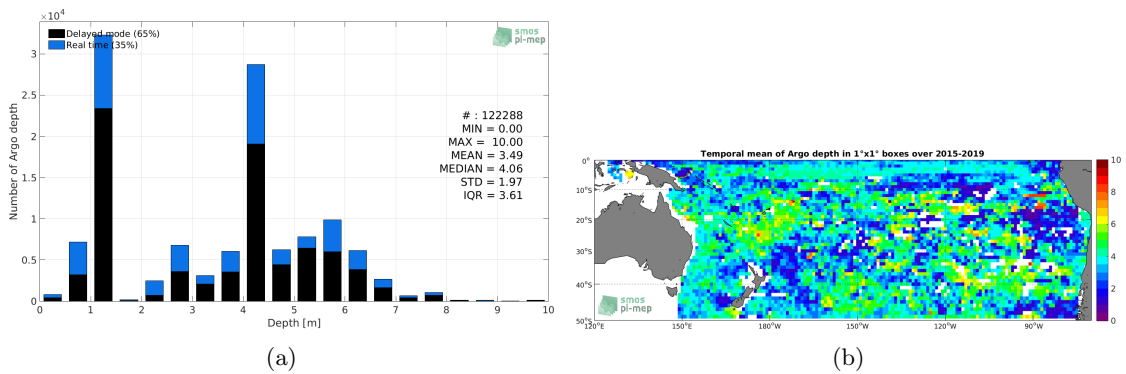 ×10⁴
Delayed mode (65%)
Real time (35%)
smos
pi-mep
3
2.5
2
1.5
1
0.5
0
Number of Argo depth
# : 122288
MIN = 0.00
MAX = 10.00
MEAN = 3.49
MEDIAN = 4.06
STD = 1.97
IQR = 3.61
0 1 2 3 4 5 6 7 8 9 10
Depth [m]
(a)
Temporal mean of Argo depth in 1°x1° boxes over 2015-2019
0°
10°S
20°S
30°S
40°S
50°S
120°E 150°E 180°W 150°W 120°W 90°W
smos
pi-mep
10
8
6
4
2
0
(b)